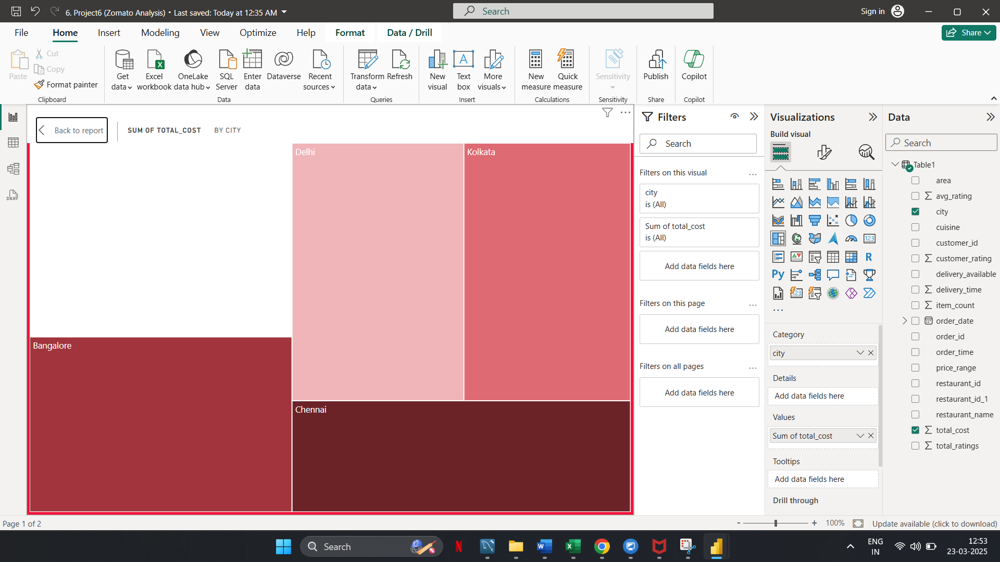 6. Project6 (Zomato Analysis) • Last saved: Today at 12:35 AM
Search
Sign in
File
Home
Insert
Modeling
View
Optimize
Help
Format
Data / Drill
Share
Paste
Cut
Copy
Format painter
Clipboard
Get data
Excel workbook
OneLake data hub
SQL Server
Enter data
Dataverse
Recent sources
Data
Transform data
Refresh
Queries
New visual
Text box
More visuals
Insert
New measure
Quick measure
Calculations
Sensitivity
Sensitivity
Publish
Share
Copilot
Copilot
Back to report
SUM OF TOTAL_COST
BY CITY
Delhi
Kolkata
Bangalore
Chennai
Filters
Search
Filters on this visual
city
is (All)
Sum of total_cost
is (All)
Add data fields here
Filters on this page
Add data fields here
Filters on all pages
Add data fields here
Visualizations
Build visual
123
R
Py
123
Category
city
Details
Add data fields here
Values
Sum of total_cost
Tooltips
Add data fields here
Drill through
Data
Search
Table1
area
avg_rating
city
cuisine
customer_id
customer_rating
delivery_available
delivery_time
item_count
order_date
order_id
order_time
price_range
restaurant_id
restaurant_id_1
restaurant_name
total_cost
total_ratings
DAX
Page 1 of 2
- + 100%
Update available (click to download)
Search
ENG
IN
12:53
23-03-2025